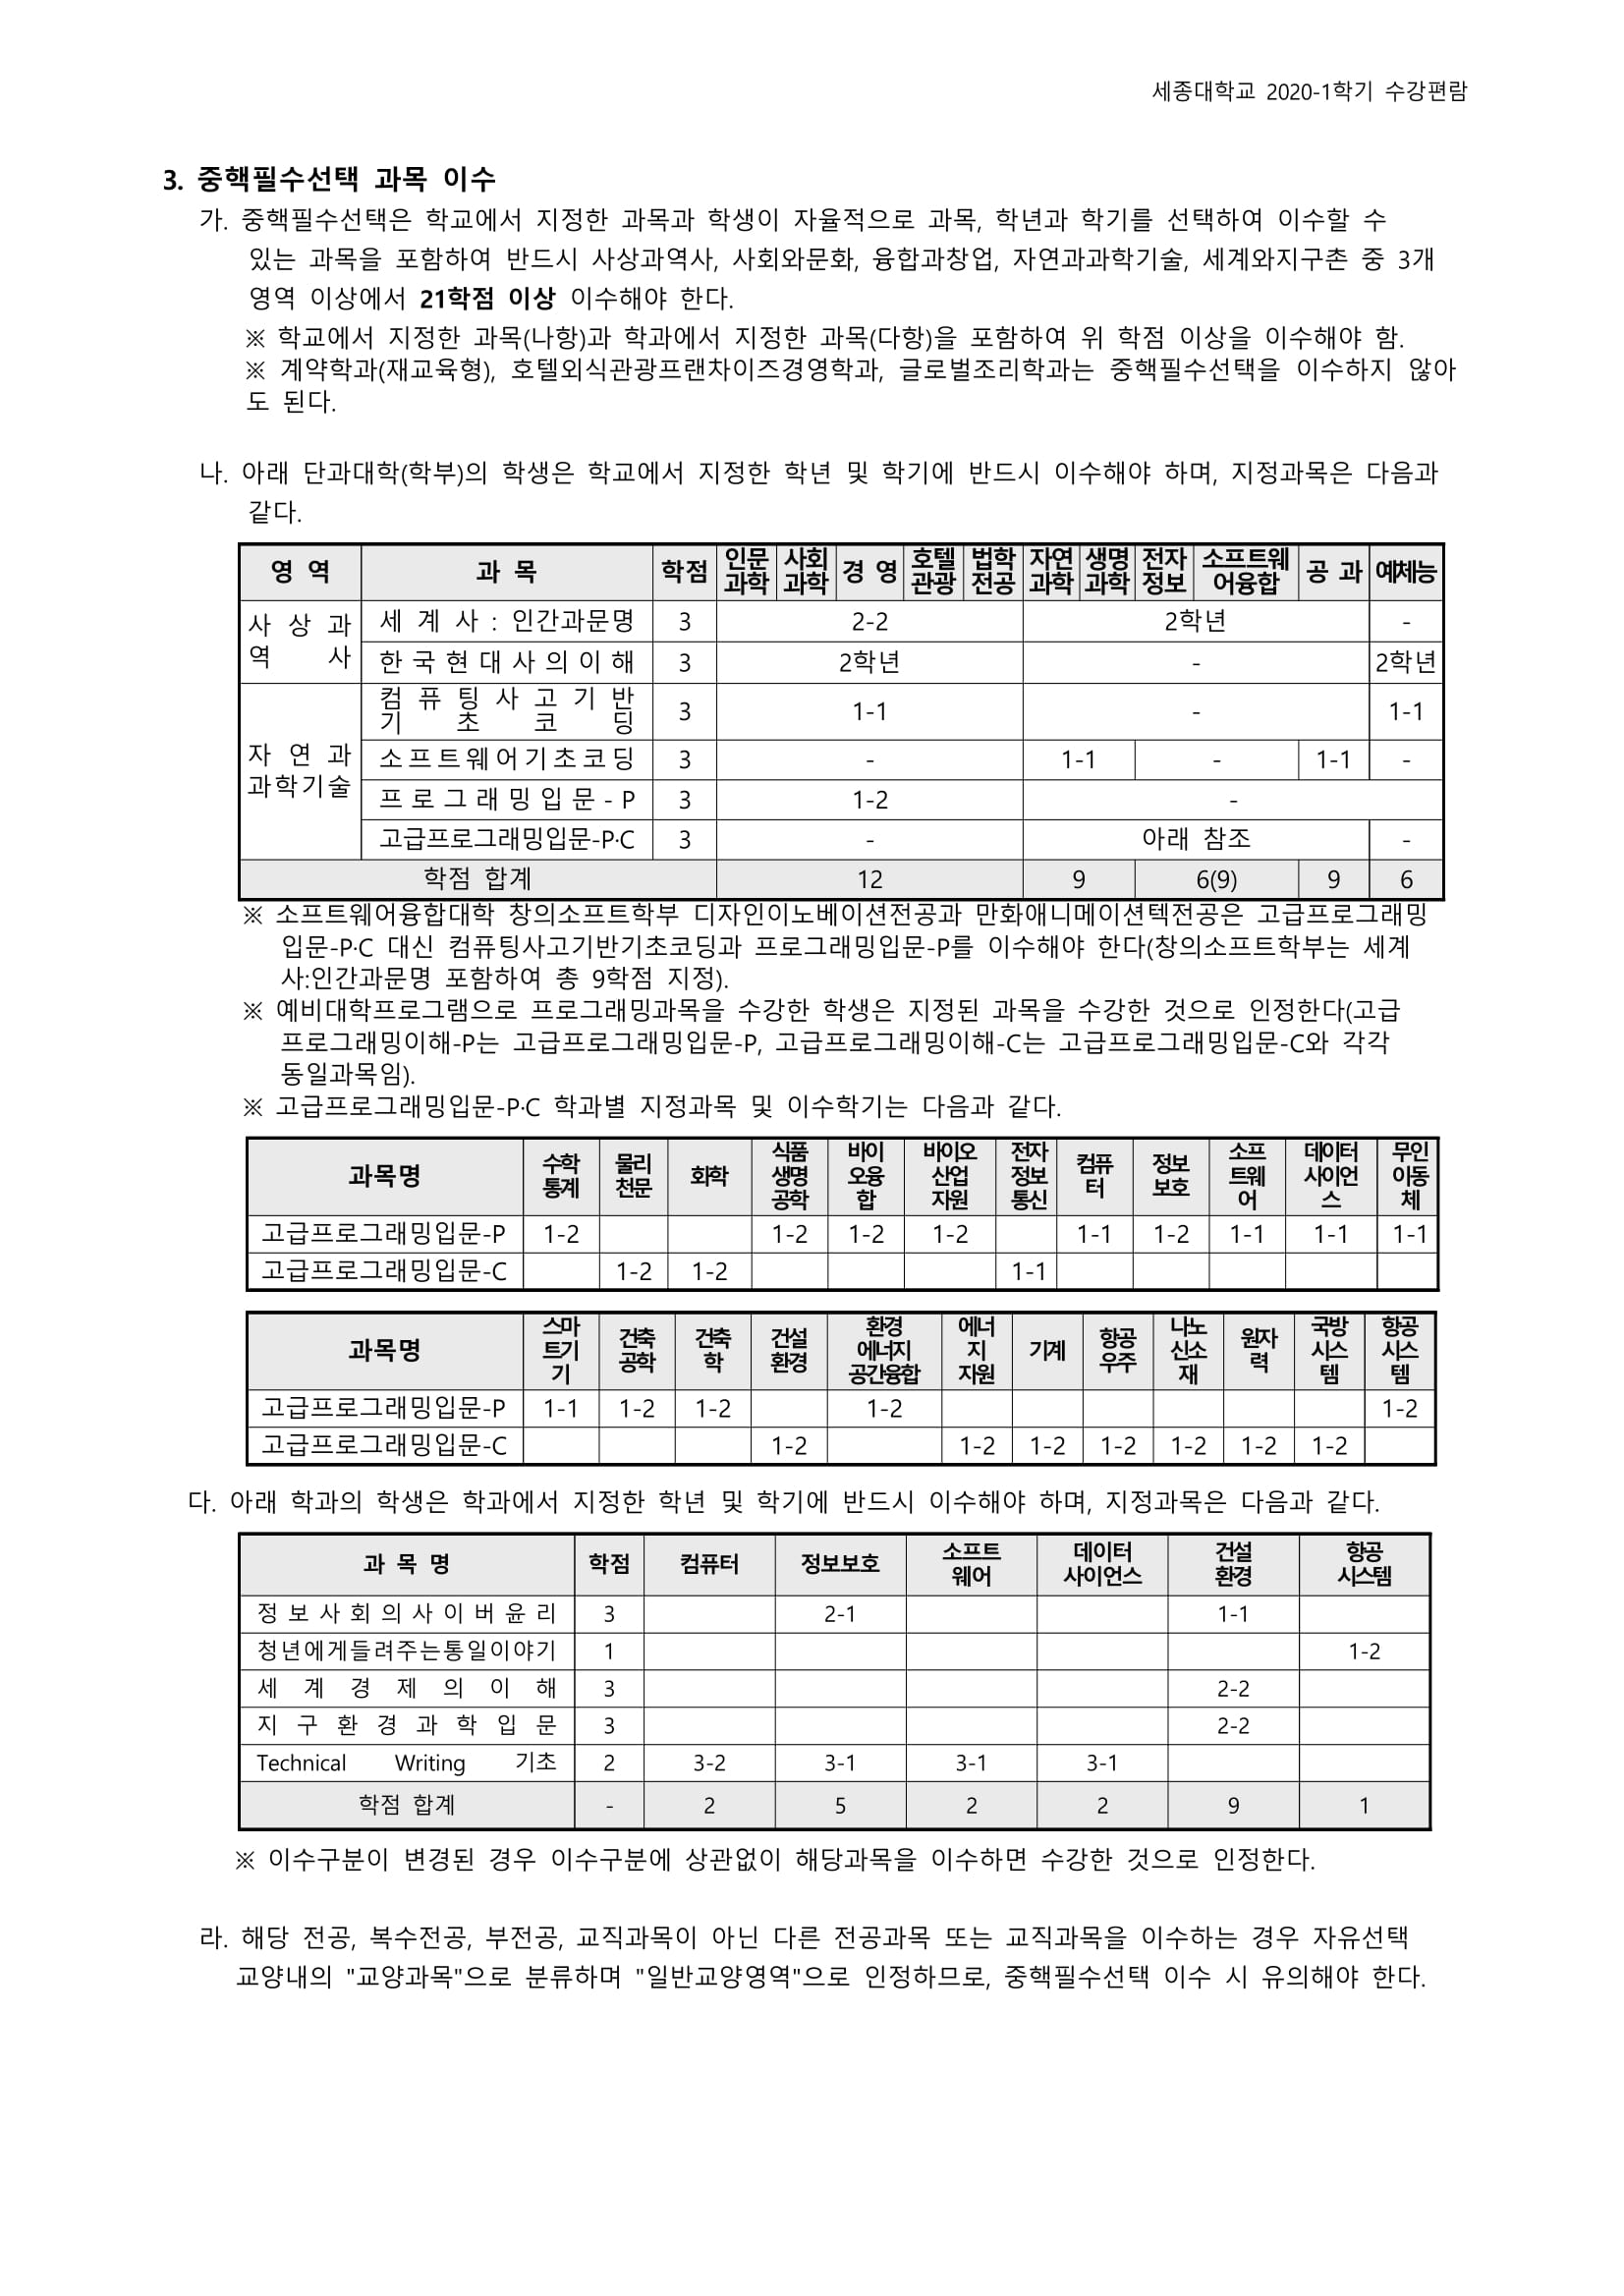 세종대학교 2020-1학기 수강편람
3. 중핵필수선택 과목 이수
가. 중핵필수선택은 학교에서 지정한 과목과 학생이 자율적으로 과목, 학년과 학기를 선택하여 이수할 수
있는 과목을 포함하여 반드시 사상과역사, 사회와문화, 융합과창업, 자연과과학기술, 세계와지구촌 중 3개
영역 이상에서 21학점 이상 이수해야 한다.
※ 학교에서 지정한 과목(나항)과 학과에서 지정한 과목(다항)을 포함하여 위 학점 이상을 이수해야 함.
※ 계약학과(재교육형), 호텔외식관광프랜차이즈경영학과, 글로벌조리학과는 중핵필수선택을 이수하지 않아
도 된다.
나. 아래 단과대학(학부)의 학생은 학교에서 지정한 학년 및 학기에 반드시 이수해야 하며, 지정과목은 다음과
같다.
영 역 과 목 학점 인문과학 사회과학 경 영 호텔관광 법학전공 자연과학 생명과학 전자정보 소프트웨어융합 공 과 예체능
사 상 과 역 사 세 계 사 : 인간과문명 3 2-2 2학년 -
한 국 현 대 사 의 이 해 3 2학년 - 2학년
자 연 과 과학기술 컴 퓨 팅 사 고 기 반 기 초 코 딩 3 1-1 - 1-1
소 프 트 웨 어 기 초 코 딩 3 - 1-1 - 1-1 -
프 로 그 래 밍 입 문 - P 3 1-2 -
고급프로그래밍입문-P·C 3 - 아래 참조 -
학점 합계 12 9 6(9) 9 6
※ 소프트웨어융합대학 창의소프트학부 디자인이노베이션전공과 만화애니메이션텍전공은 고급프로그래밍
입문-P·C 대신 컴퓨팅사고기반기초코딩과 프로그래밍입문-P를 이수해야 한다(창의소프트학부는 세계
사:인간과문명 포함하여 총 9학점 지정).
※ 예비대학프로그램으로 프로그래밍과목을 수강한 학생은 지정된 과목을 수강한 것으로 인정한다(고급
프로그래밍이해-P는 고급프로그래밍입문-P, 고급프로그래밍이해-C는 고급프로그래밍입문-C와 각각
동일과목임).
※ 고급프로그래밍입문-P·C 학과별 지정과목 및 이수학기는 다음과 같다.
과목명 수학통계 물리천문 화학 식품생명공학 바이오융합 바이오산업자원 전자정보통신 컴퓨터 정보보호 소프트웨어 데이터사이언스 무인이동체
고급프로그래밍입문-P 1-2 1-2 1-2 1-2 1-1 1-2 1-1 1-1 1-1
고급프로그래밍입문-C 1-2 1-2 1-1
과목명 스마트기기 건축공학 건축학 건설환경 환경에너지공간융합 에너지자원 기계 항공우주 나노신소재 원자력 국방시스템 항공시스템
고급프로그래밍입문-P 1-1 1-2 1-2 1-2 1-2
고급프로그래밍입문-C 1-2 1-2 1-2 1-2 1-2 1-2 1-2
다. 아래 학과의 학생은 학과에서 지정한 학년 및 학기에 반드시 이수해야 하며, 지정과목은 다음과 같다.
과 목 명 학점 컴퓨터 정보보호 소프트웨어 데이터사이언스 건설환경 항공시스템
정 보 사 회 의 사 이 버 윤 리 3 2-1 1-1
청년에게들려주는통일이야기 1 1-2
세 계 경 제 의 이 해 3 2-2
지 구 환 경 과 학 입 문 3 2-2
Technical Writing 기초 2 3-2 3-1 3-1 3-1
학점 합계 - 2 5 2 2 9 1
※ 이수구분이 변경된 경우 이수구분에 상관없이 해당과목을 이수하면 수강한 것으로 인정한다.
라. 해당 전공, 복수전공, 부전공, 교직과목이 아닌 다른 전공과목 또는 교직과목을 이수하는 경우 자유선택
교양내의 "교양과목"으로 분류하며 "일반교양영역"으로 인정하므로, 중핵필수선택 이수 시 유의해야 한다.